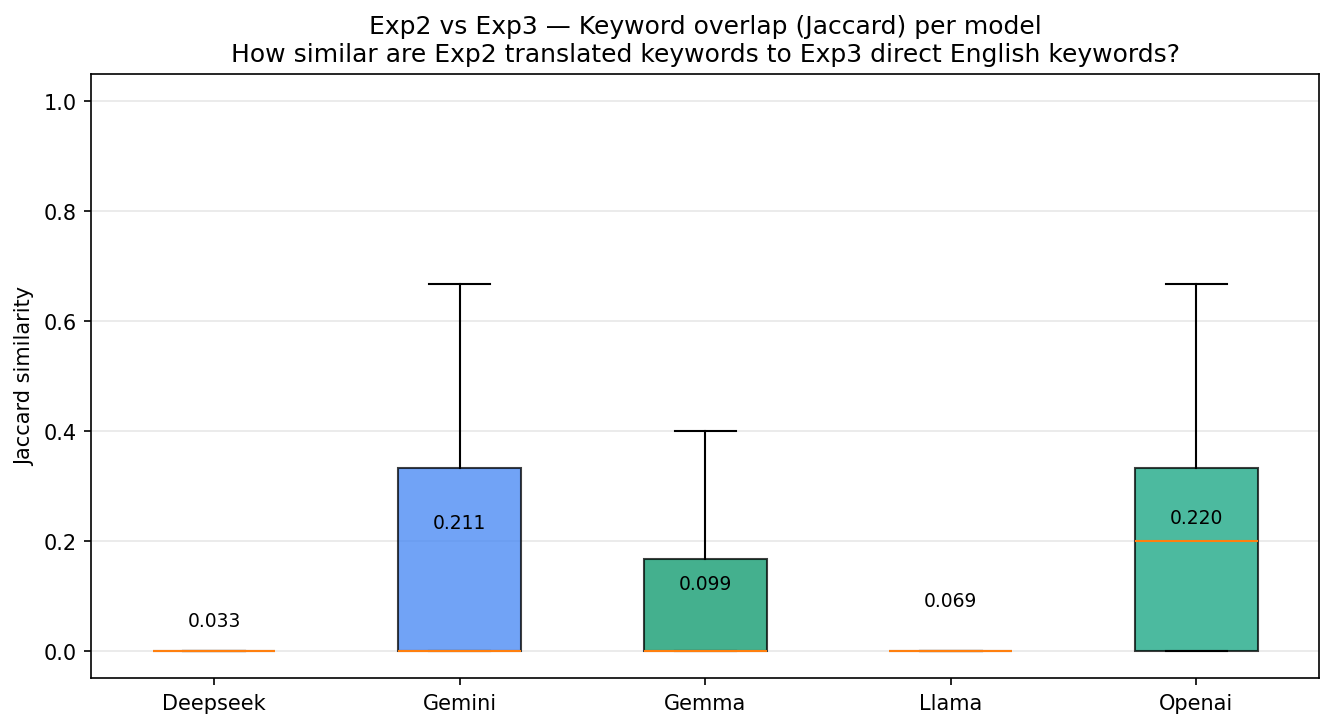 Exp2 vs Exp3 — Keyword overlap (Jaccard) per model
How similar are Exp2 translated keywords to Exp3 direct English keywords?
Jaccard similarity
1.0
0.8
0.6
0.4
0.2
0.0
0.033
0.211
0.099
0.069
0.220
Deepseek
Gemini
Gemma
Llama
Openai